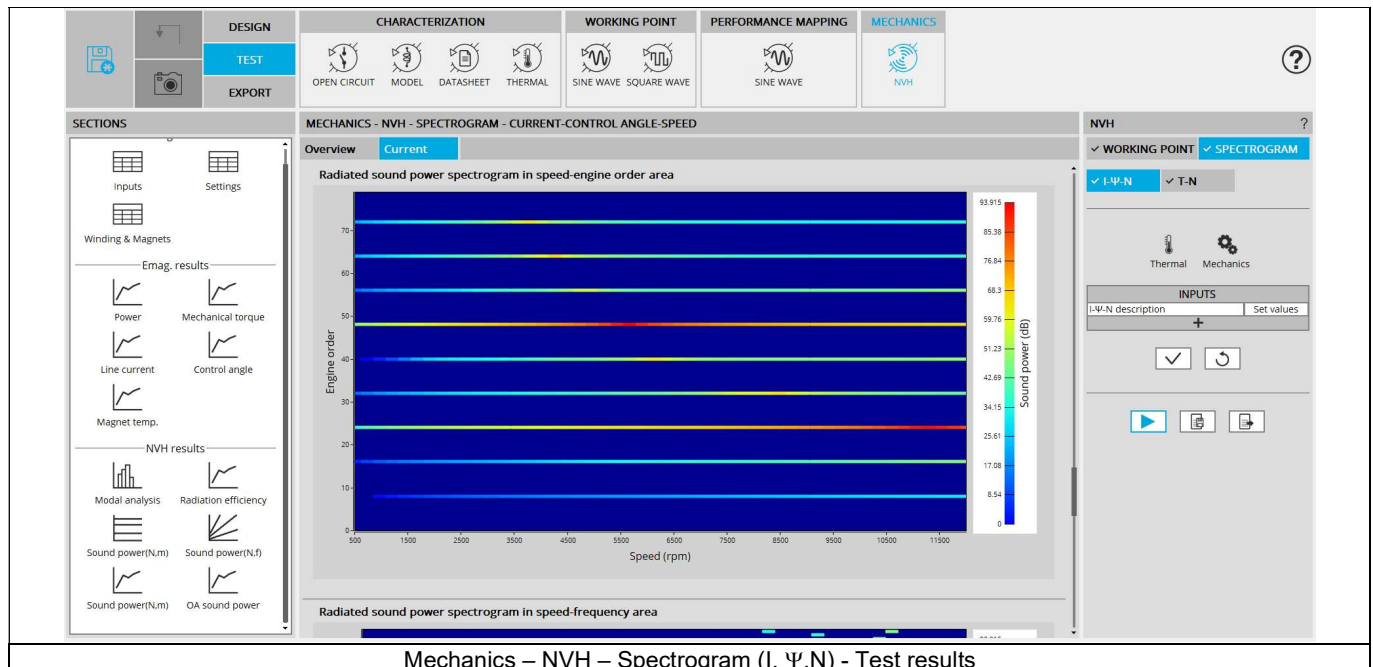 DESIGN
TEST
EXPORT
CHARACTERIZATION
OPEN CIRCUIT
MODEL
DATASHEET
THERMAL
WORKING POINT
SINE WAVE
SQUARE WAVE
PERFORMANCE MAPPING
SINE WAVE
MECHANICS
NVH
?
SECTIONS
Inputs
Settings
Winding & Magnets
Emag. results
Power
Mechanical torque
Line current
Control angle
Magnet temp.
NVH results
Modal analysis
Radiation efficiency
Sound power(N,m)
Sound power(N,f)
Sound power(N,m)
OA sound power
MECHANICS - NVH - SPECTROGRAM - CURRENT-CONTROL ANGLE-SPEED
Overview
Current
Radiated sound power spectrogram in speed-engine order area
Engine order
70
60
50
40
30
20
10
0
500
1500
2500
3500
4500
5500
6500
7500
8500
9500
10500
11500
Speed (rpm)
93.915
85.38
76.84
68.3
59.76
51.23
42.69
34.15
25.61
17.08
8.54
0
Sound power (dB)
Radiated sound power spectrogram in speed-frequency area
NVH
?
WORKING POINT
SPECTROGRAM
I-Ψ-N
T-N
Thermal
Mechanics
INPUTS
I-Ψ-N description
Set values
+
Mechanics – NVH – Spectrogram (I, Ψ,N) - Test results